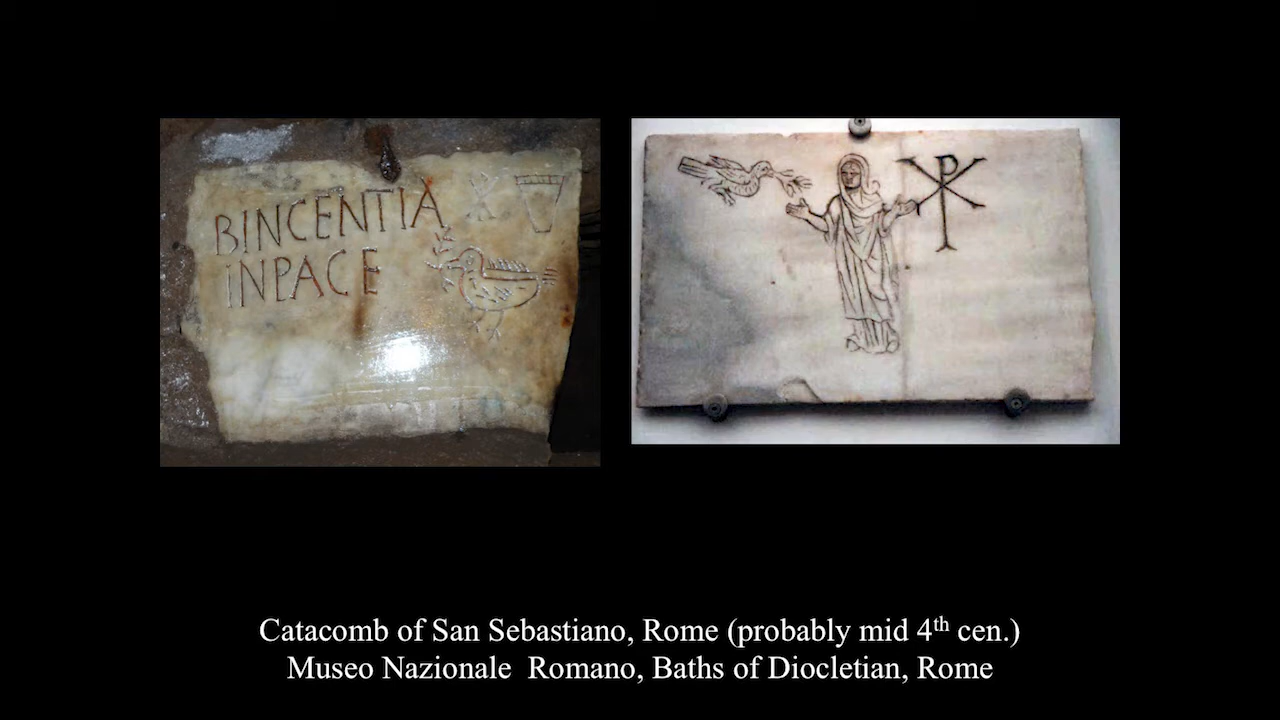 BINCENTIA
INPACE
Catacomb of San Sebastiano, Rome (probably mid 4th cen.)
Museo Nazionale Romano, Baths of Diocletian, Rome